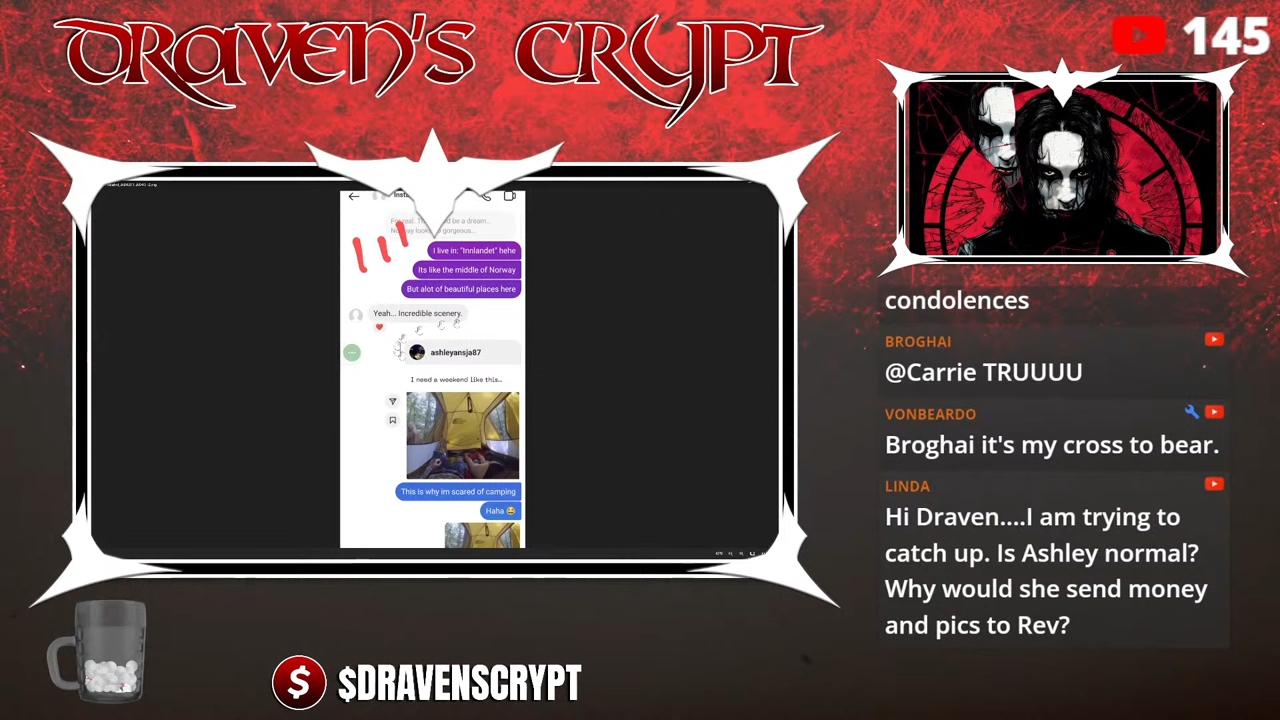 DRAVEN'S CRYPT
145
I live in: "Innlandet" hehe
Its like the middle of Norway
But alot of beautiful places here
Yeah... Incredible scenery.
ashleyansja87
I need a weekend like this..
This is why im scared of camping
Haha 😂
condolences
BROGHAI
@Carrie TRUUUU
VONBEARDO
Broghai it's my cross to bear.
LINDA
Hi Draven....I am trying to
catch up. Is Ashley normal?
Why would she send money
and pics to Rev?
$ $DRAVENSCRYPT